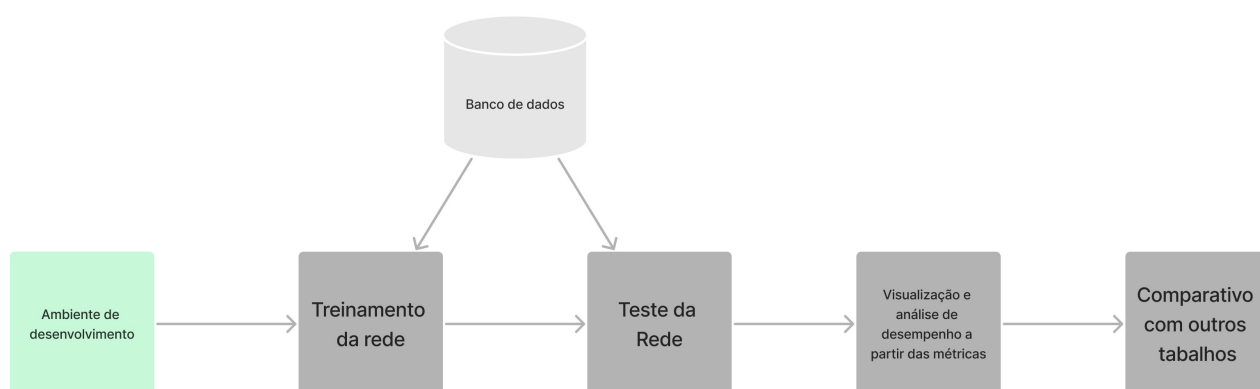 Banco de dados
Ambiente de
desenvolvimento
Treinamento
da rede
Teste da
Rede
Visualização e
análise de
desempenho a
partir das métricas
Comparativo
com outros
tabalhos